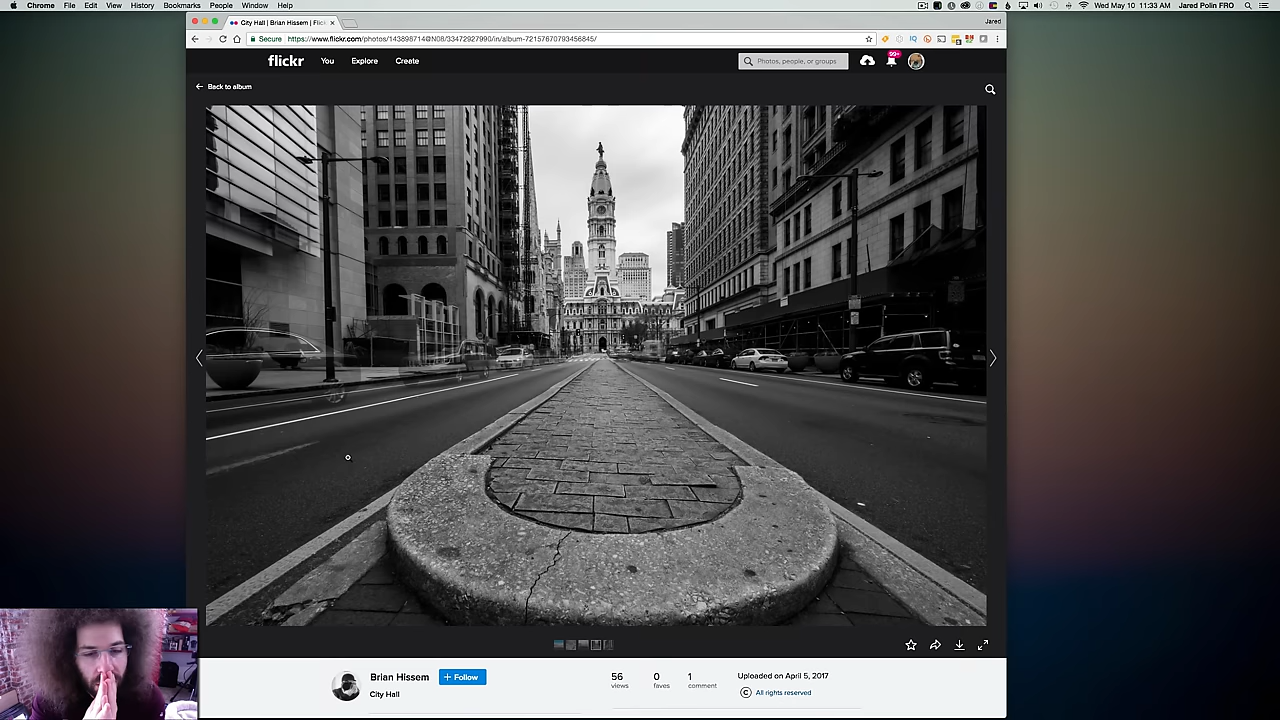 Chrome File Edit View History Bookmarks People Window Help
Wed May 10 11:33 AM Jared Polin FRO
City Hall | Brian Hissem | Flick
Jared
Secure https://www.flickr.com/photos/143898714@N08/33472927990/in/album-72157670793456845/
flickr You Explore Create
Photos, people, or groups
99+
Back to album
Brian Hissem
+ Follow
City Hall
56 views
0 faves
1 comment
Uploaded on April 5, 2017
© All rights reserved